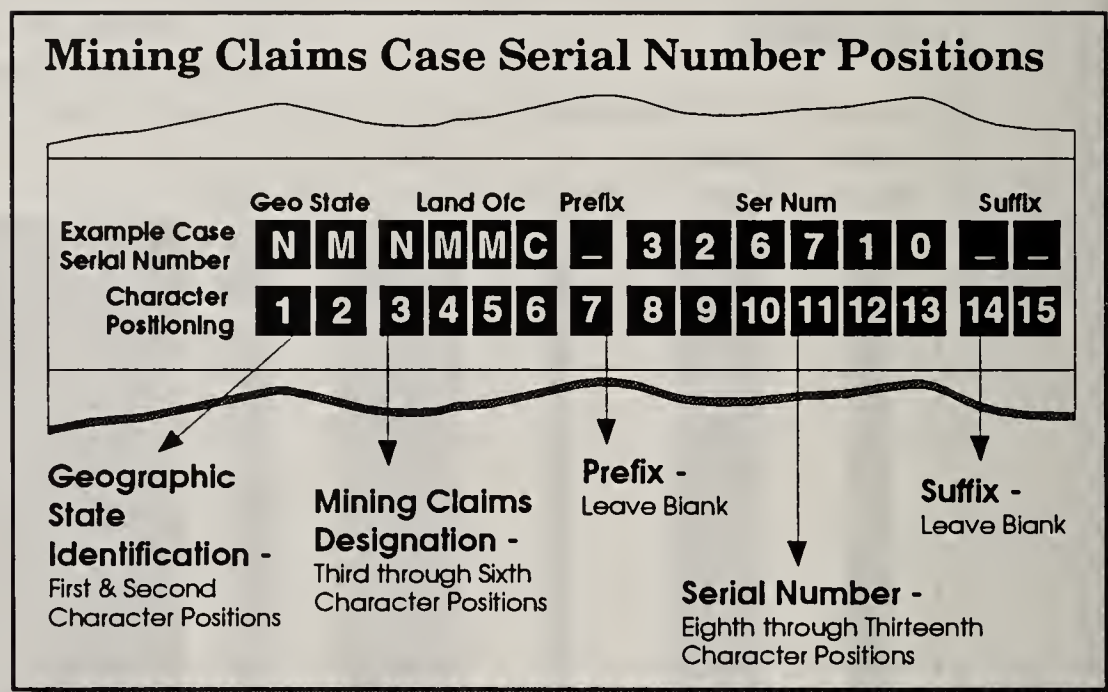 Mining Claims Case Serial Number Positions
Geo State Land Ofc Prefix Ser Num Suffix
Example Case
Serial Number
N M N M M C _ 3 2 6 7 1 0 _ _
Character
Positioning
1 2 3 4 5 6 7 8 9 10 11 12 13 14 15
Geographic
State
Identification -
First & Second
Character Positions
Mining Claims
Designation -
Third through Sixth
Character Positions
Prefix -
Leave Blank
Serial Number -
Eighth through Thirteenth
Character Positions
Suffix -
Leave Blank